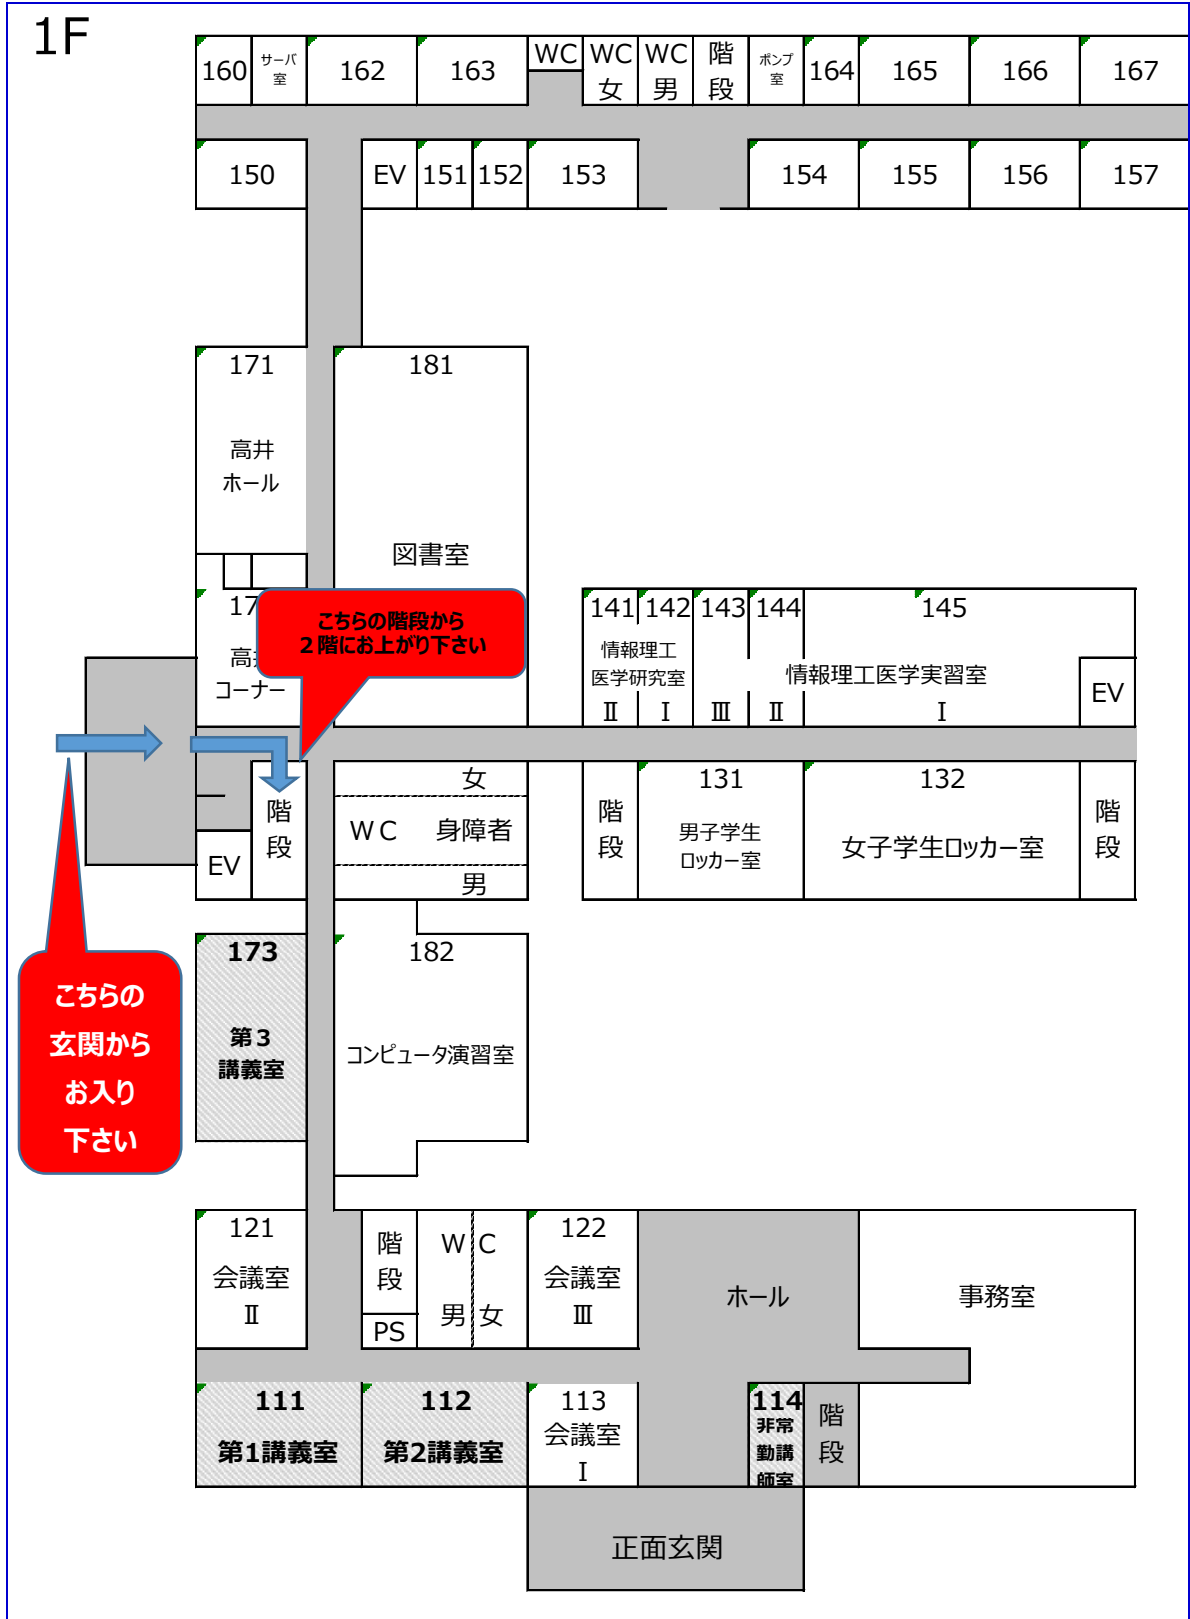 1F
160
サーバ
室
162
163
WC
WC
女
WC
男
階
段
ポンプ
室
164
165
166
167
150
EV
151
152
153
154
155
156
157
171
高井
ホール
181
図書室
17
高
コーナー
こちらの階段から
2階にお上がり下さい
141
142
143
144
145
情報理工
医学研究室
Ⅱ
Ⅰ
Ⅲ
Ⅱ
情報理工医学実習室
Ⅰ
EV
階
段
EV
女
WC 身障者
男
階
段
131
男子学生
ロッカー室
132
女子学生ロッカー室
階
段
こちらの
玄関から
お入り
下さい
173
第3
講義室
182
コンピュータ演習室
121
会議室
Ⅱ
階
段
PS
W C
男 女
122
会議室
Ⅲ
ホール
事務室
111
第1講義室
112
第2講義室
113
会議室
Ⅰ
114
非常
勤講
師室
階
段
正面玄関